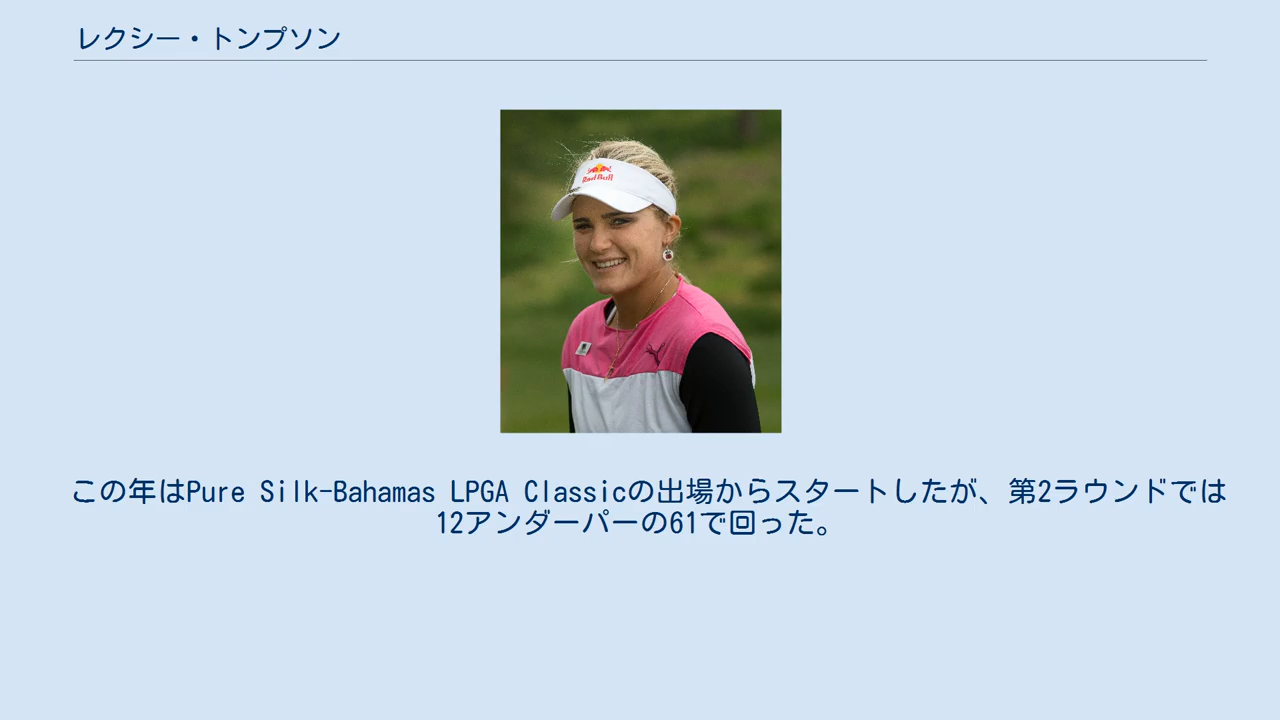 レクシー・トンプソン
Red Bull
この年はPure Silk-Bahamas LPGA Classicの出場からスタートしたが、第2ラウンドでは
12アンダーパーの61で回った。